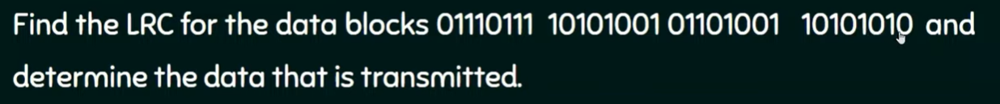 Find the LRC for the data blocks 01110111 10101001 01101001 10101010 and
determine the data that is transmitted.